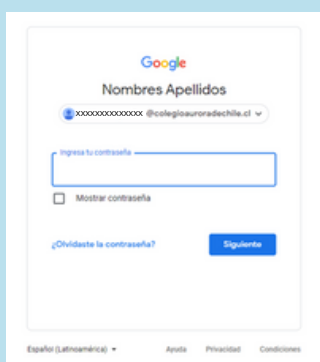 Google
Nombres Apellidos
xxxxxxxxxxxxxx @colegioauroradechile.cl
Ingresa tu contraseña
Mostrar contraseña
¿Olvidaste la contraseña?
Siguiente
Español (Latinoamérica)
Ayuda Privacidad Condiciones